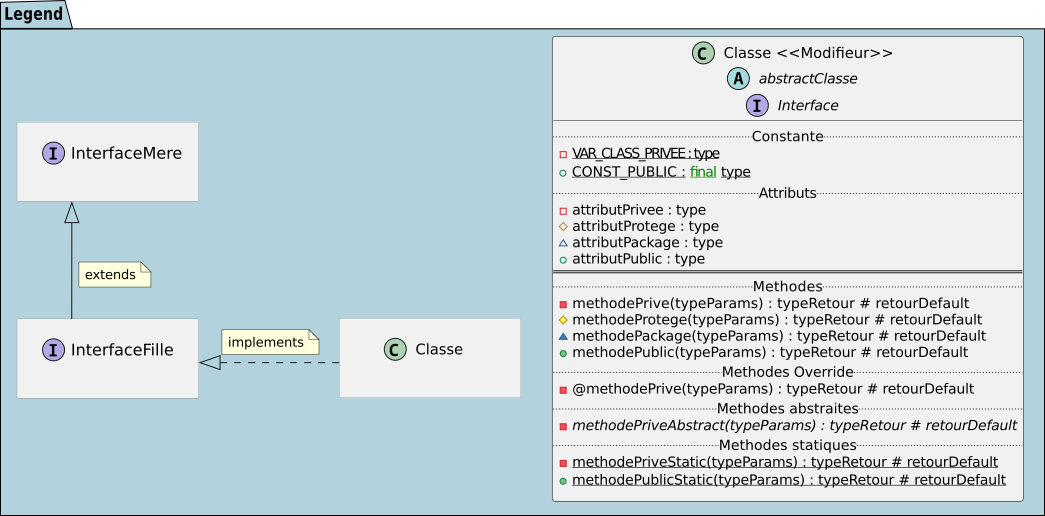 Legend
I InterfaceMere
extends
I InterfaceFille
implements
C Classe
C Classe <<Modifieur>>
A abstractClasse
I Interface
Constante
VAR_CLASS_PRIVEE : type
CONST_PUBLIC : final type
Attributs
attributPrivee : type
attributProtege : type
attributPackage : type
attributPublic : type
Methodes
methodePrive(typeParams) : typeRetour # retourDefault
methodeProtege(typeParams) : typeRetour # retourDefault
methodePackage(typeParams) : typeRetour # retourDefault
methodePublic(typeParams) : typeRetour # retourDefault
Methodes Override
@methodePrive(typeParams) : typeRetour # retourDefault
Methodes abstraites
methodePriveAbstract(typeParams) : typeRetour # retourDefault
Methodes statiques
methodePriveStatic(typeParams) : typeRetour # retourDefault
methodePublicStatic(typeParams) : typeRetour # retourDefault